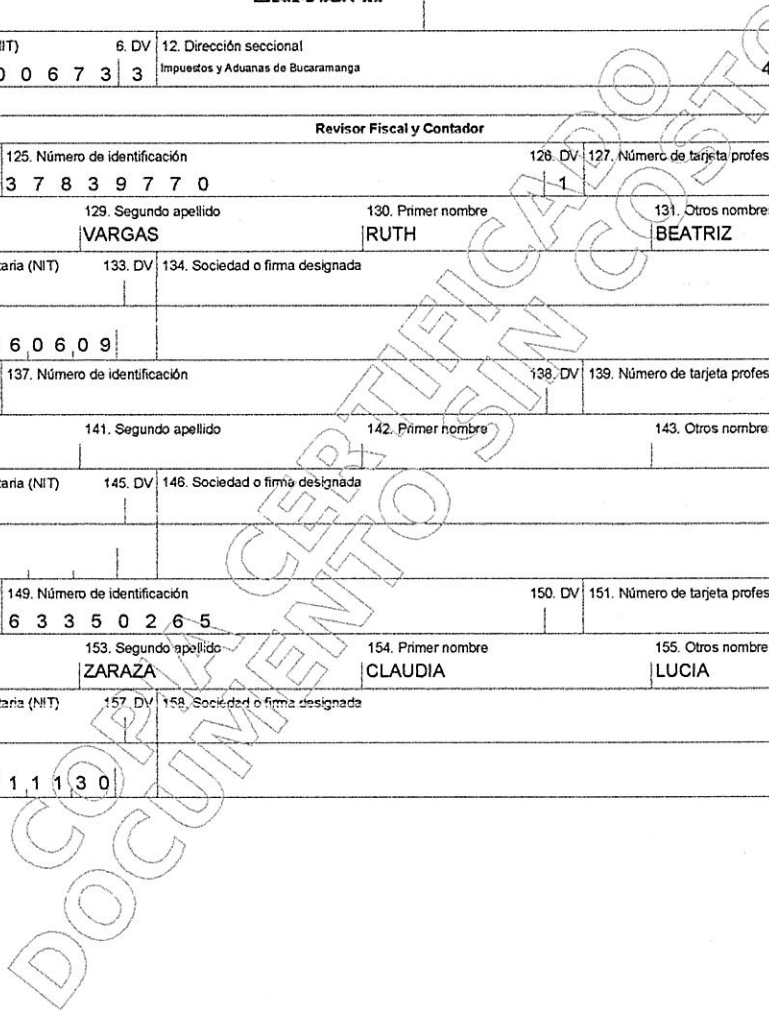 IIT) 6. DV 12. Dirección seccional
0 0 6 7 3 3 Impuestos y Aduanas de Bucaramanga 4
Revisor Fiscal y Contador
125. Número de identificación 126. DV 127. Número de tarjeta profes
3 7 8 3 9 7 7 0 1
129. Segundo apellido 130. Primer nombre 131. Otros nombre
VARGAS RUTH BEATRIZ
taria (NIT) 133. DV 134. Sociedad o firma designada
6 0 6 0 9
137. Número de identificación 138. DV 139. Número de tarjeta profes
141. Segundo apellido 142. Primer nombre 143. Otros nombre
taria (NIT) 145. DV 146. Sociedad o firma designada
149. Número de identificación 150. DV 151. Número de tarjeta profes
6 3 3 5 0 2 6 5
153. Segundo apellido 154. Primer nombre 155. Otros nombre
ZARAZA CLAUDIA LUCIA
taria (NIT) 157. DV 158. Sociedad o firma designada
1 1 1 3 0
COPIA CERTIFICADO
DOCUMENTO SIN COSTO